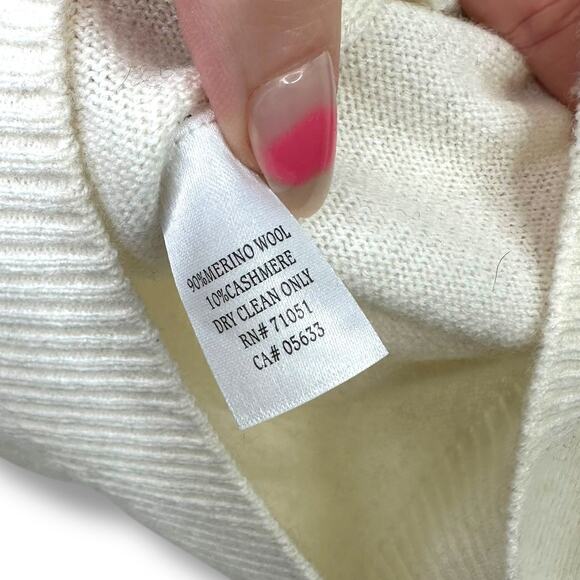 90%MERINO WOOL
10%CASHMERE
DRY CLEAN ONLY
RN# 71051
CA# 05633